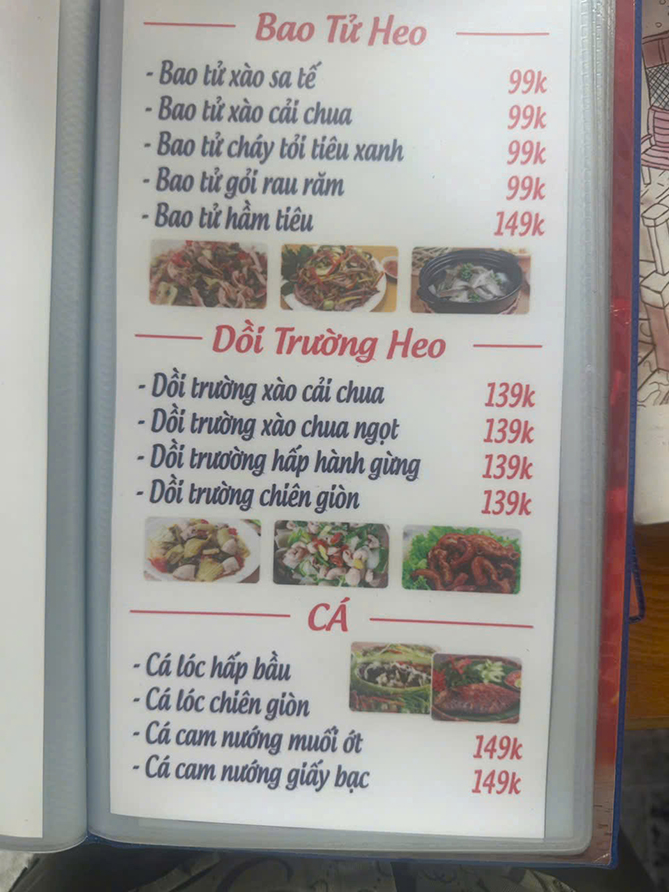 Bao Tử Heo
- Bao tử xào sa tế 99k
- Bao tử xào cải chua 99k
- Bao tử cháy tỏi tiêu xanh 99k
- Bao tử gỏi rau răm 99k
- Bao tử hầm tiêu 149k
Dồi Trường Heo
- Dồi trường xào cải chua 139k
- Dồi trường xào chua ngọt 139k
- Dồi trươờng hấp hành gừng 139k
- Dồi trường chiên giòn 139k
CÁ
- Cá lóc hấp bầu
- Cá lóc chiên giòn
- Cá cam nướng muối ớt 149k
- Cá cam nướng giấy bạc 149k